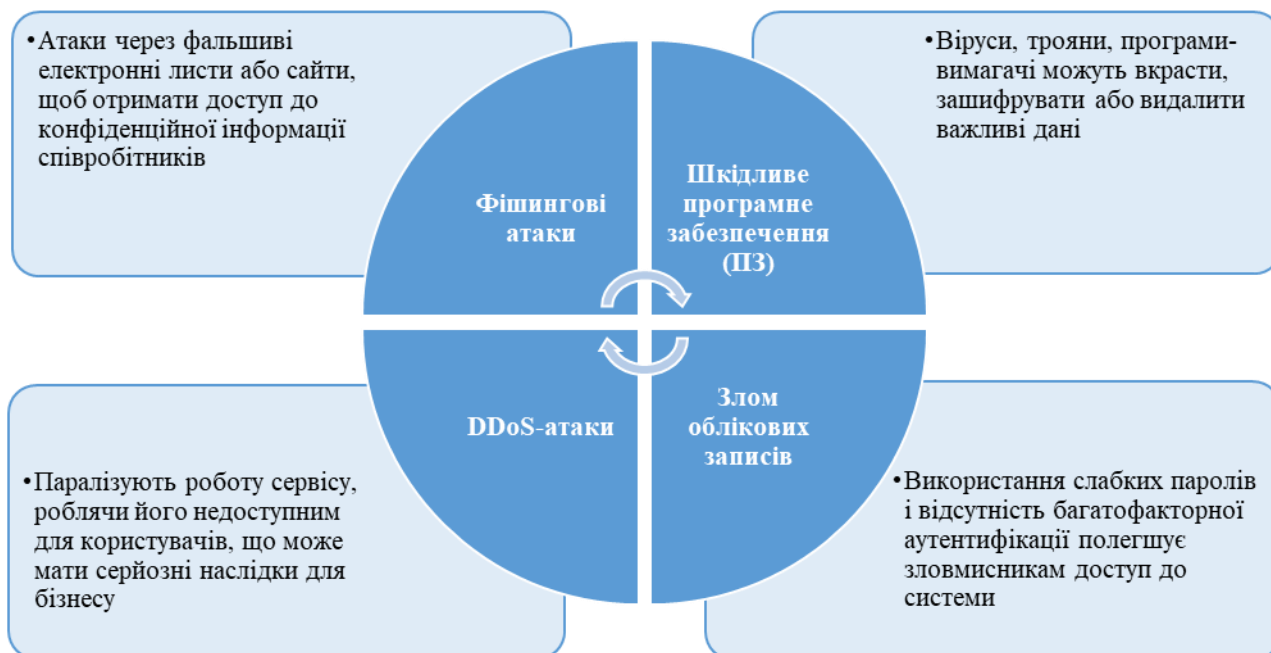 •Атаки через фальшиві
електронні листи або сайти,
щоб отримати доступ до
конфіденційної інформації
співробітників
•Віруси, трояни, програми-
вимагачі можуть вкрасти,
зашифрувати або видалити
важливі дані
Фішингові
атаки
Шкідливе
програмне
забезпечення
(ПЗ)
DDoS-атаки
Злом
облікових
записів
•Паралізують роботу сервісу,
роблячи його недоступним
для користувачів, що може
мати серйозні наслідки для
бізнесу
•Використання слабких паролів
і відсутність багатофакторної
аутентифікації полегшує
зловмисникам доступ до
системи